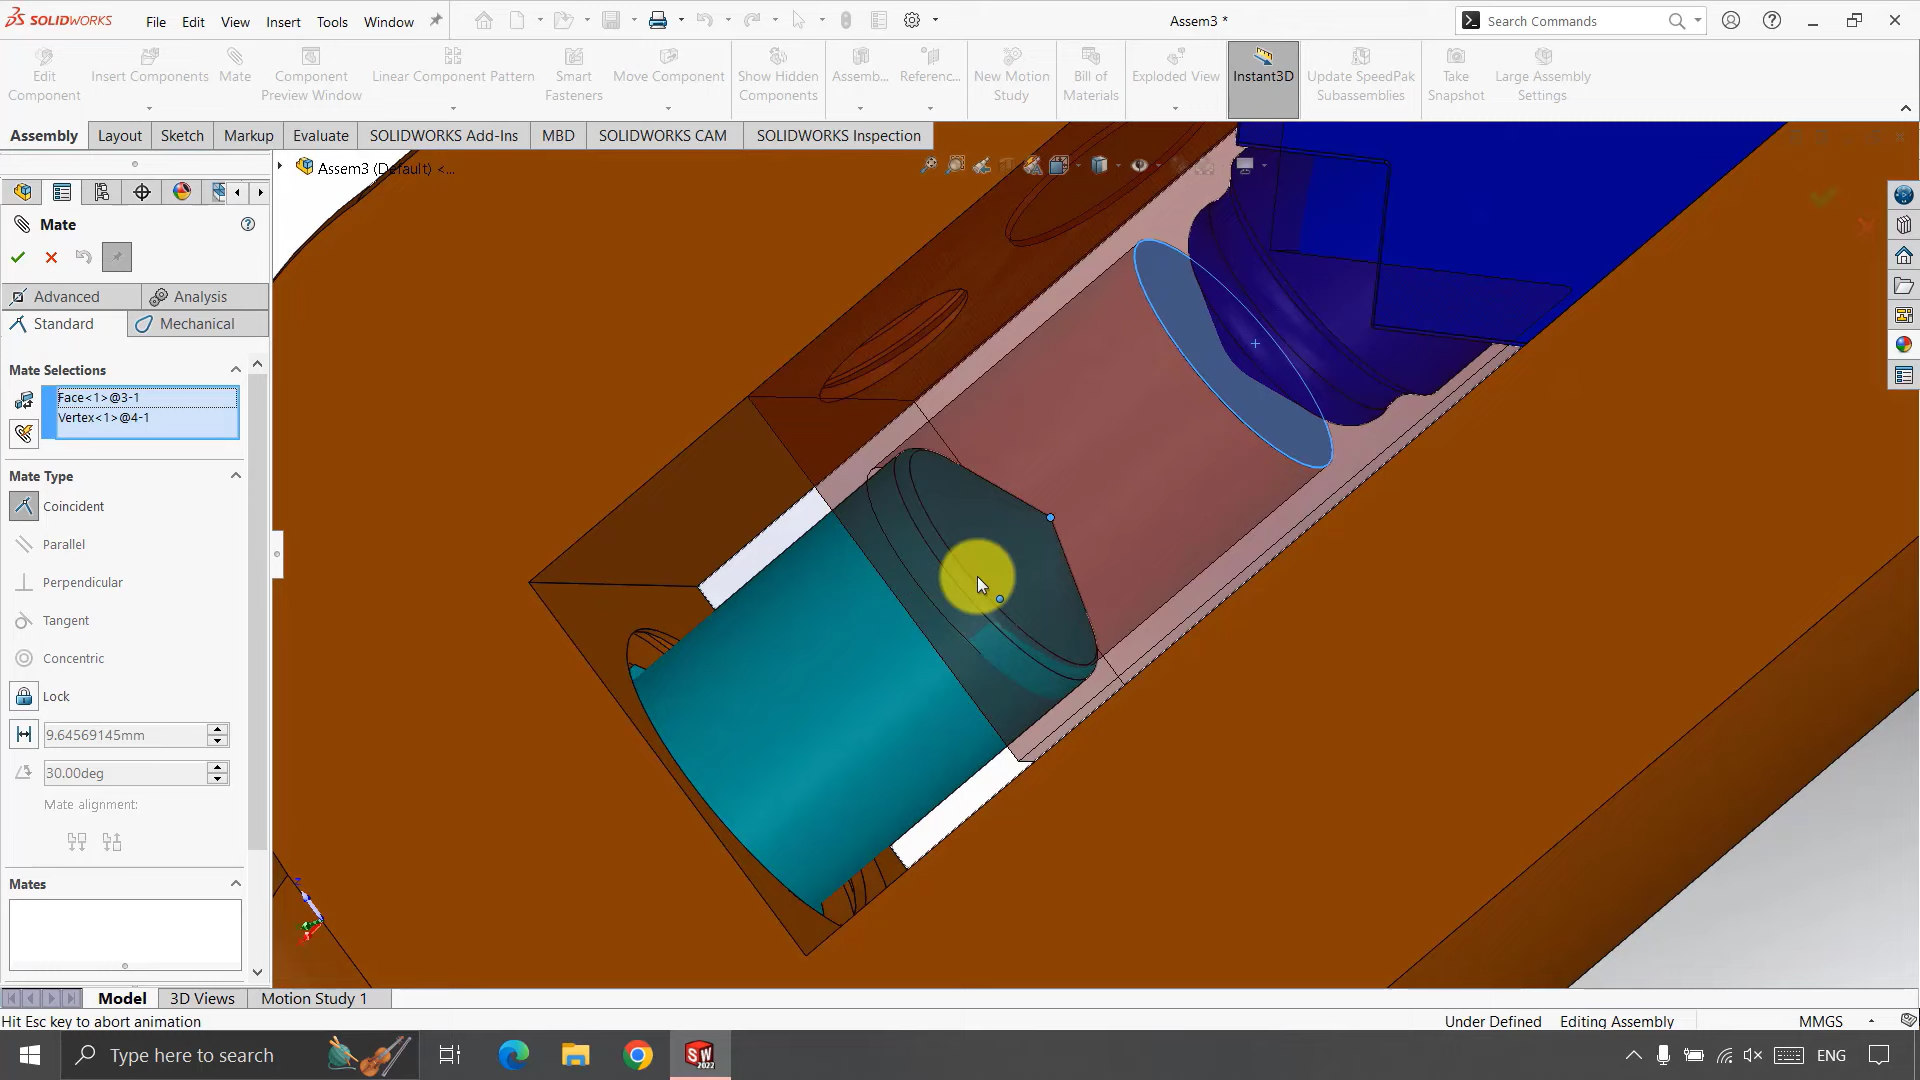 SOLIDWORKS File Edit View Insert Tools Window Assem3 * Search Commands
Edit Component
Insert Components
Mate
Component Preview Window
Linear Component Pattern
Smart Fasteners
Move Component
Show Hidden Components
Assemb...
Referenc...
New Motion Study
Bill of Materials
Exploded View
Instant3D
Update SpeedPak Subassemblies
Take Snapshot
Large Assembly Settings
Assembly Layout Sketch Markup Evaluate SOLIDWORKS Add-Ins MBD SOLIDWORKS CAM SOLIDWORKS Inspection
Assem3 (Default) <...
Mate
Advanced Analysis
Standard Mechanical
Mate Selections
Face<1>@3-1
Vertex<1>@4-1
Mate Type
Coincident
Parallel
Perpendicular
Tangent
Concentric
Lock
9.64569145mm
30.00deg
Mate alignment:
Mates
Model 3D Views Motion Study 1
Hit Esc key to abort animation Under Defined Editing Assembly MMGS
Type here to search SW 2022 ENG